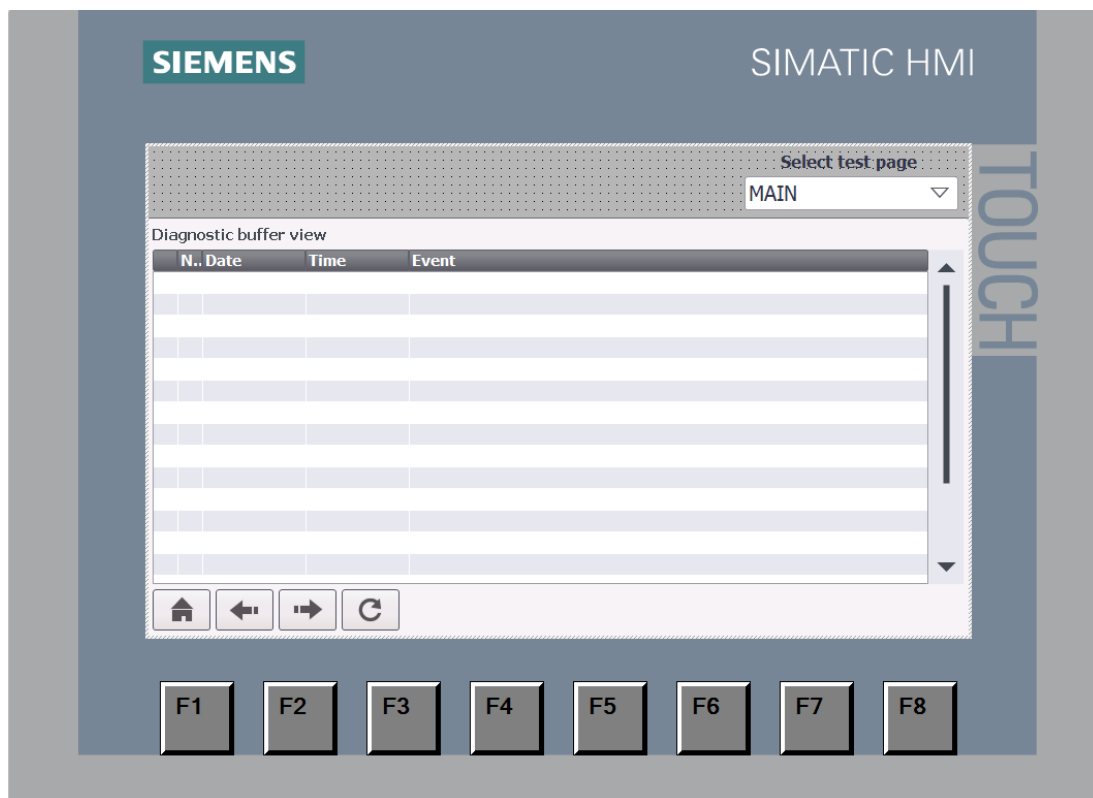 SIEMENS
SIMATIC HMI
TOUCH
Select test page
MAIN
Diagnostic buffer view
N.. Date Time Event
F1 F2 F3 F4 F5 F6 F7 F8